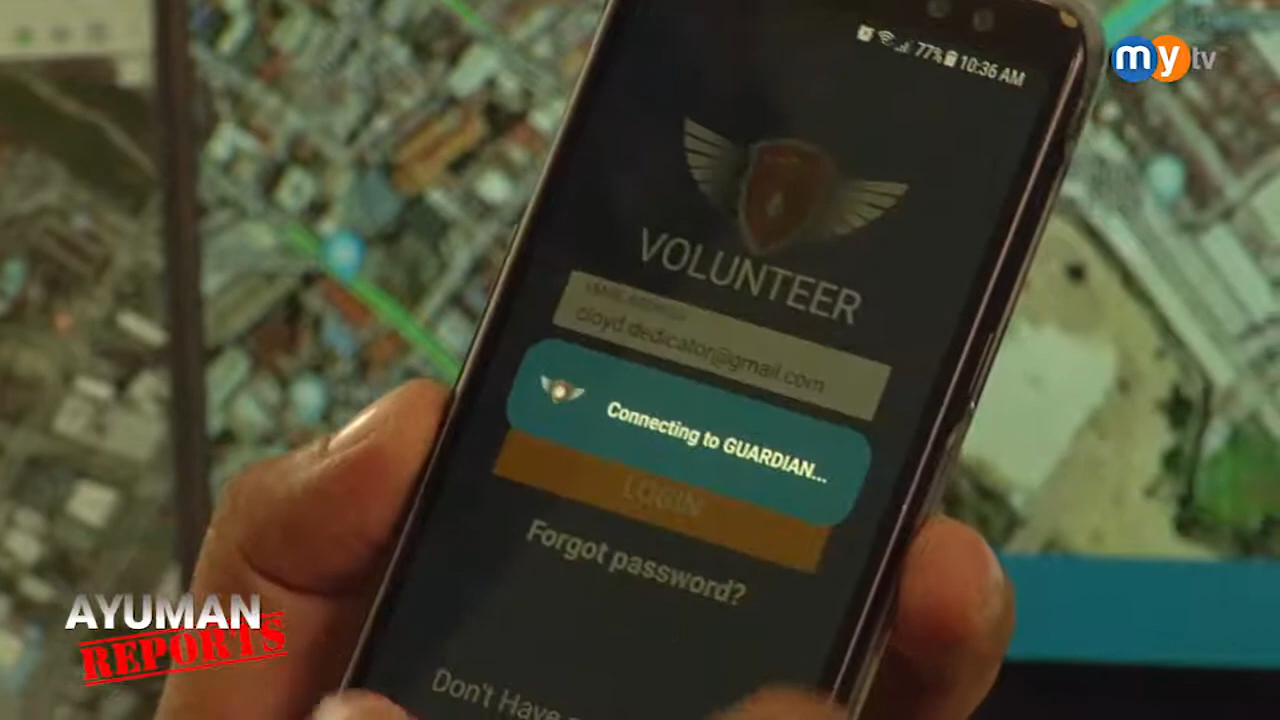 my tv
77% 10:36 AM
VOLUNTEER
cloyd.dedicator@gmail.com
Connecting to GUARDIAN...
LOGIN
Forgot password?
Don't Have
AYUMAN
REPORTS